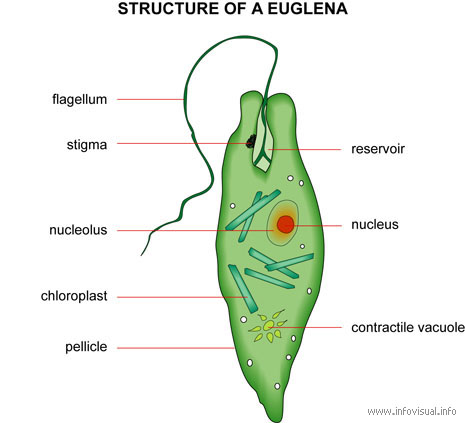 STRUCTURE OF A EUGLENA
flagellum
stigma
reservoir
nucleolus
nucleus
chloroplast
contractile vacuole
pellicle
www.infovisual.info